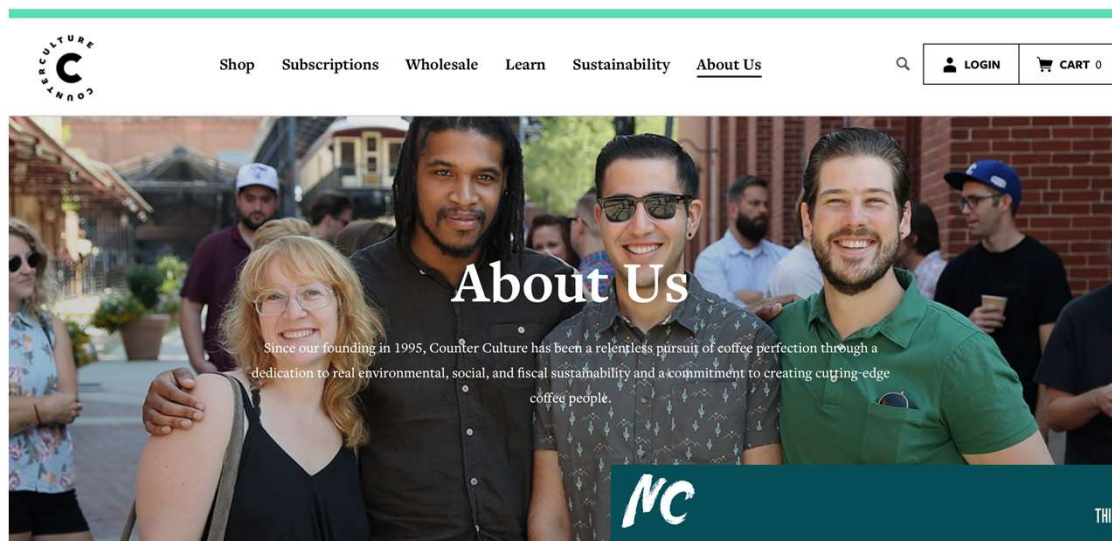 COUNTERCULTURE
C
Shop Subscriptions Wholesale Learn Sustainability About Us
LOGIN
CART 0
About Us
Since our founding in 1995, Counter Culture has been a relentless pursuit of coffee perfection through a
dedication to real environmental, social, and fiscal sustainability and a commitment to creating cutting-edge
coffee people.
NC
THI